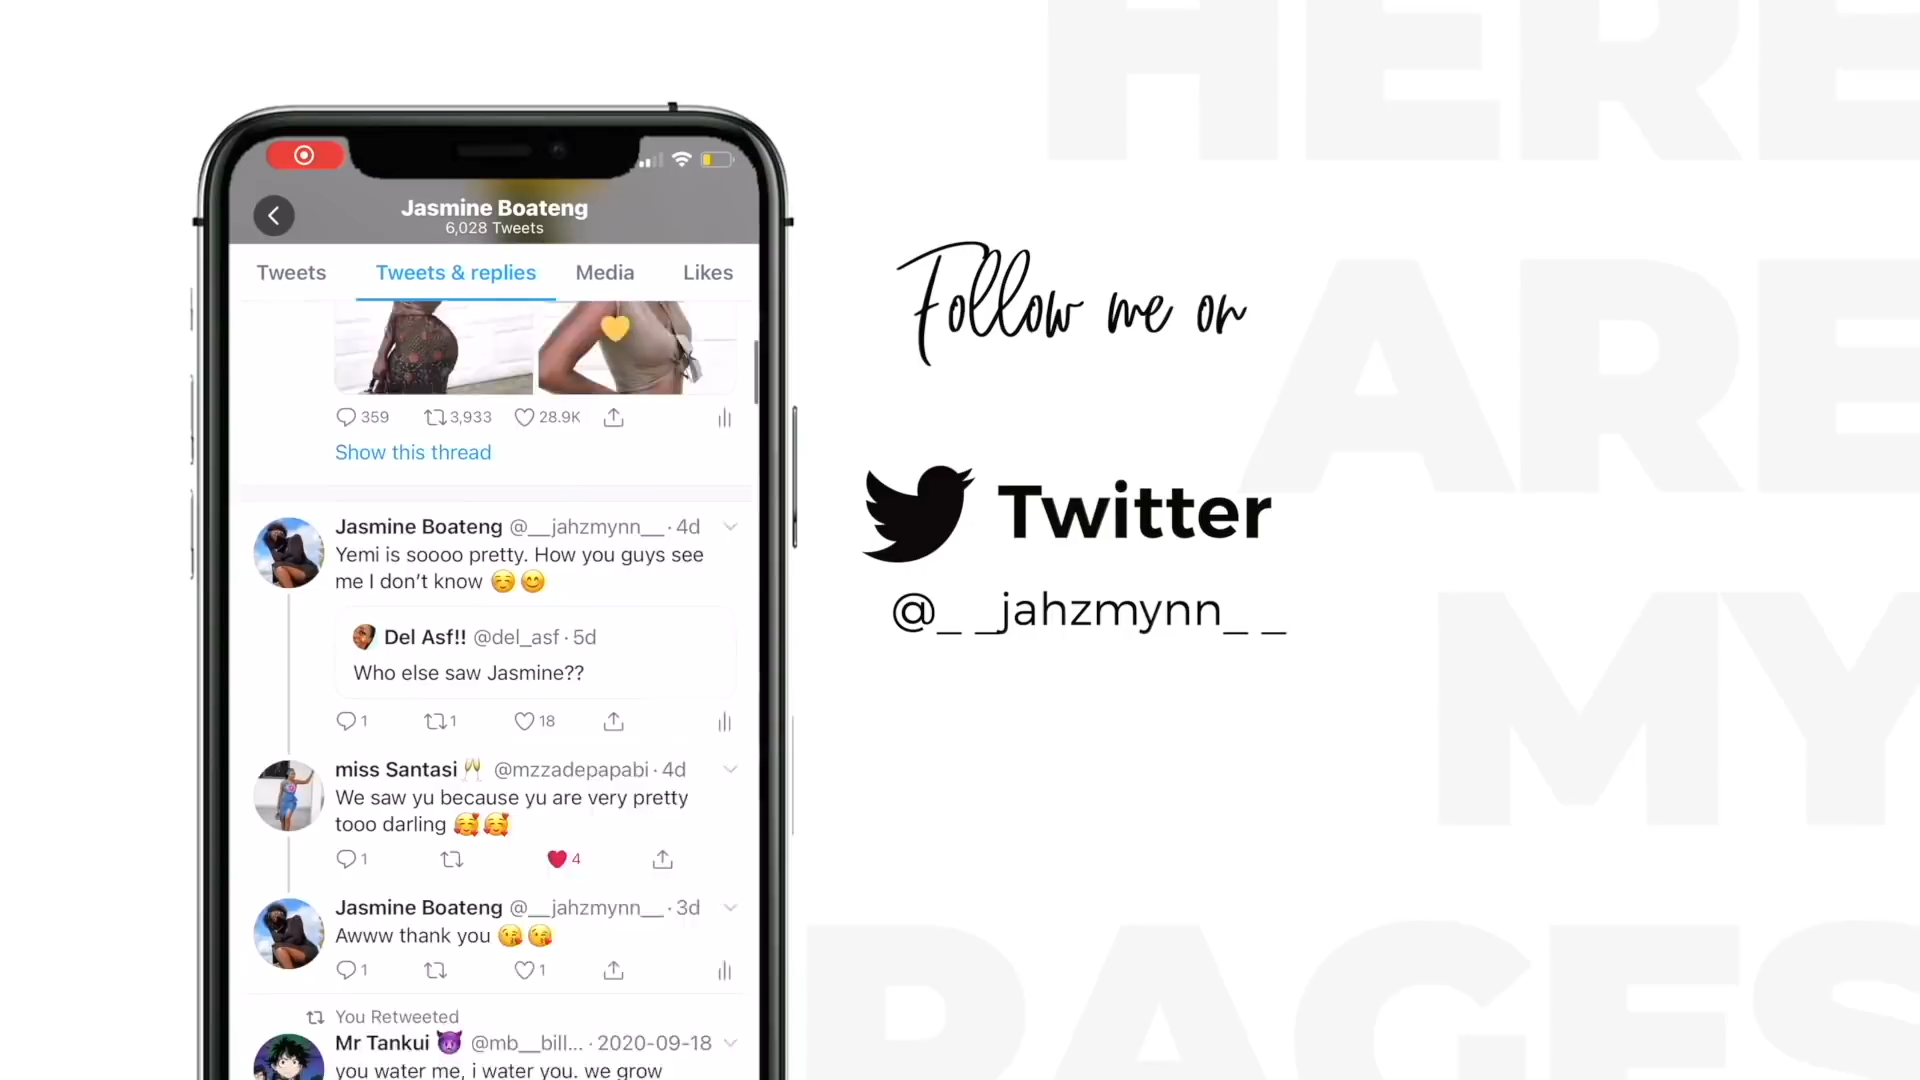 HERE
ARE
MY
PAGES
Jasmine Boateng
6,028 Tweets
Tweets Tweets & replies Media Likes
359 3,933 28.9K
Show this thread
Jasmine Boateng @__jahzmynn__ · 4d
Yemi is soooo pretty. How you guys see
me I don’t know ☺️ 😊
Del Asf!! @del_asf · 5d
Who else saw Jasmine??
1 1 18
miss Santasi 🥂 @mzzadepapabi · 4d
We saw yu because yu are very pretty
tooo darling 🥰 🥰
1 4
Jasmine Boateng @__jahzmynn__ · 3d
Awww thank you 😘 😘
1 1
You Retweeted
Mr Tankui 😈 @mb__bill... · 2020-09-18
you water me, i water you. we grow
Follow me on
Twitter
@_ _jahzmynn_ _